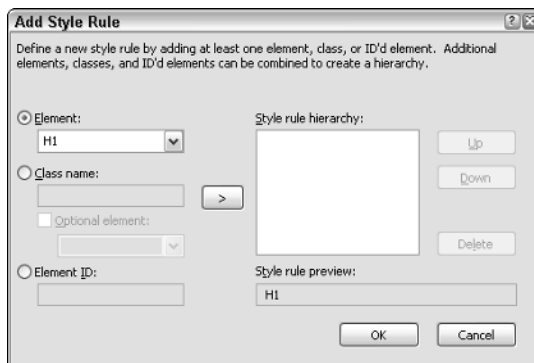 Add Style Rule
Define a new style rule by adding at least one element, class, or ID'd element. Additional
elements, classes, and ID'd elements can be combined to create a hierarchy.
Element:
H1
Class name:
Optional element:
Element ID:
>
Style rule hierarchy:
Up
Down
Delete
Style rule preview:
H1
OK
Cancel